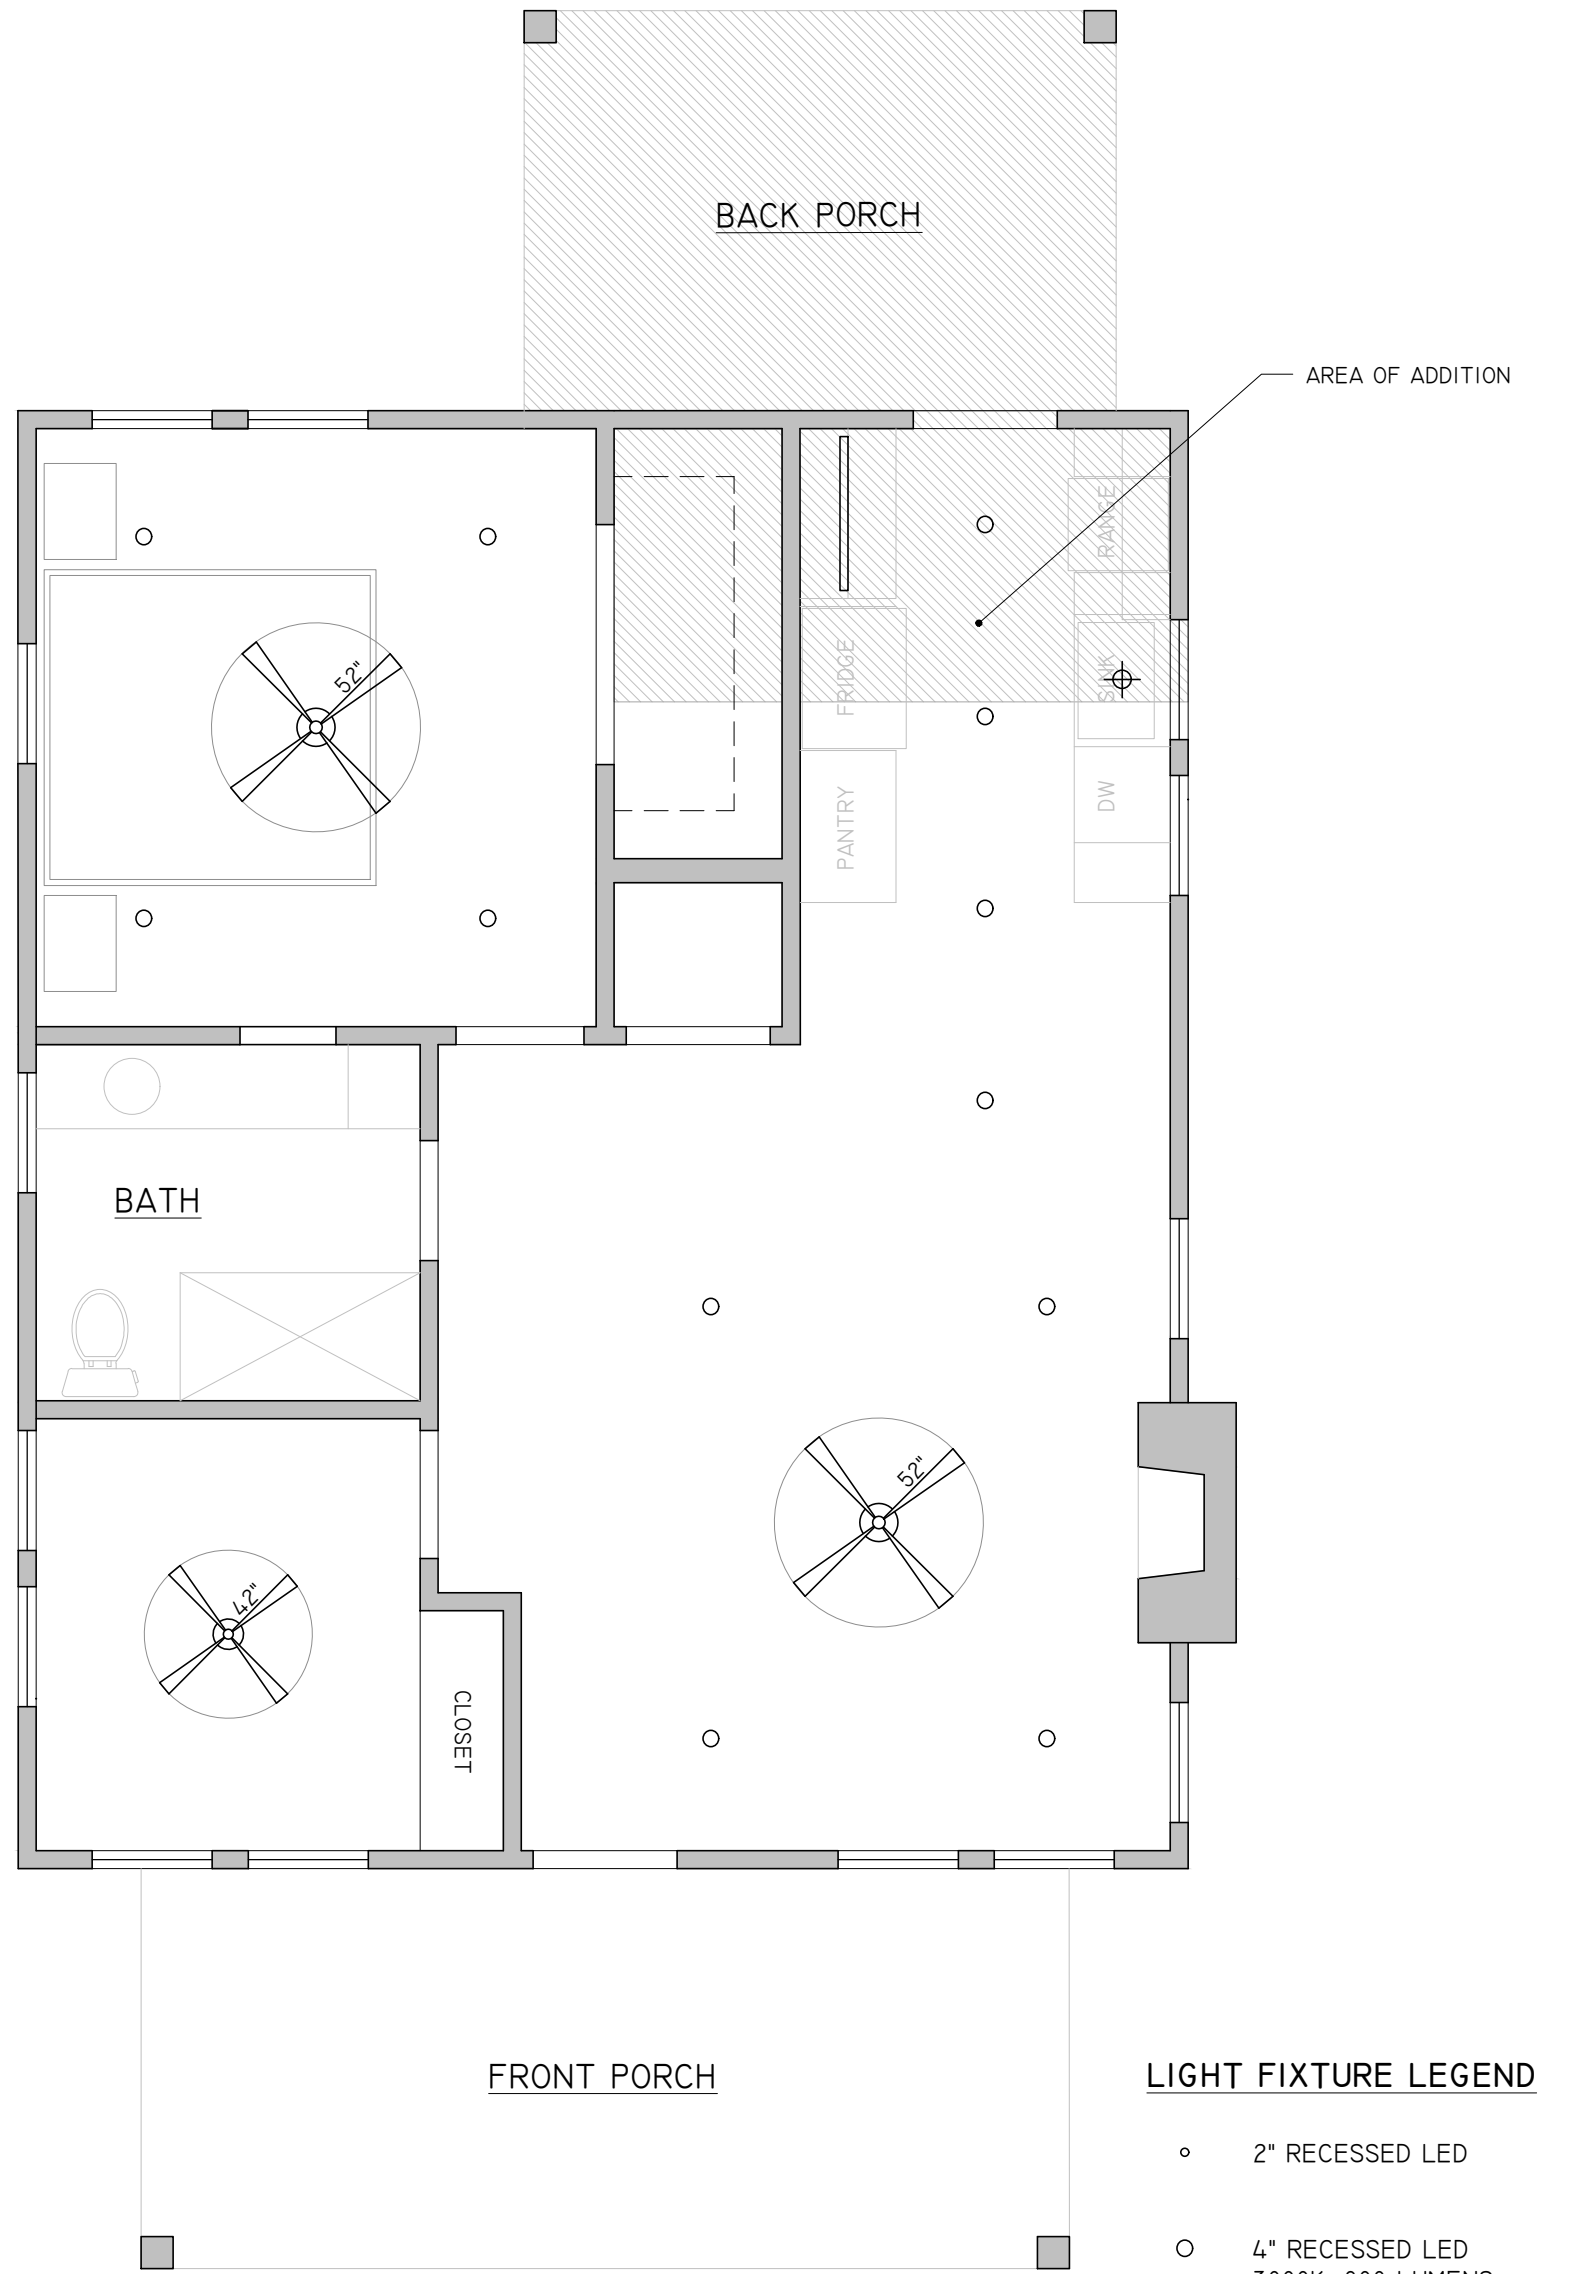 BACK PORCH
AREA OF ADDITION
RANGE
52"
FRIDGE
SINK
PANTRY
DW
BATH
52"
42"
CLOSET
FRONT PORCH
LIGHT FIXTURE LEGEND
2" RECESSED LED
4" RECESSED LED